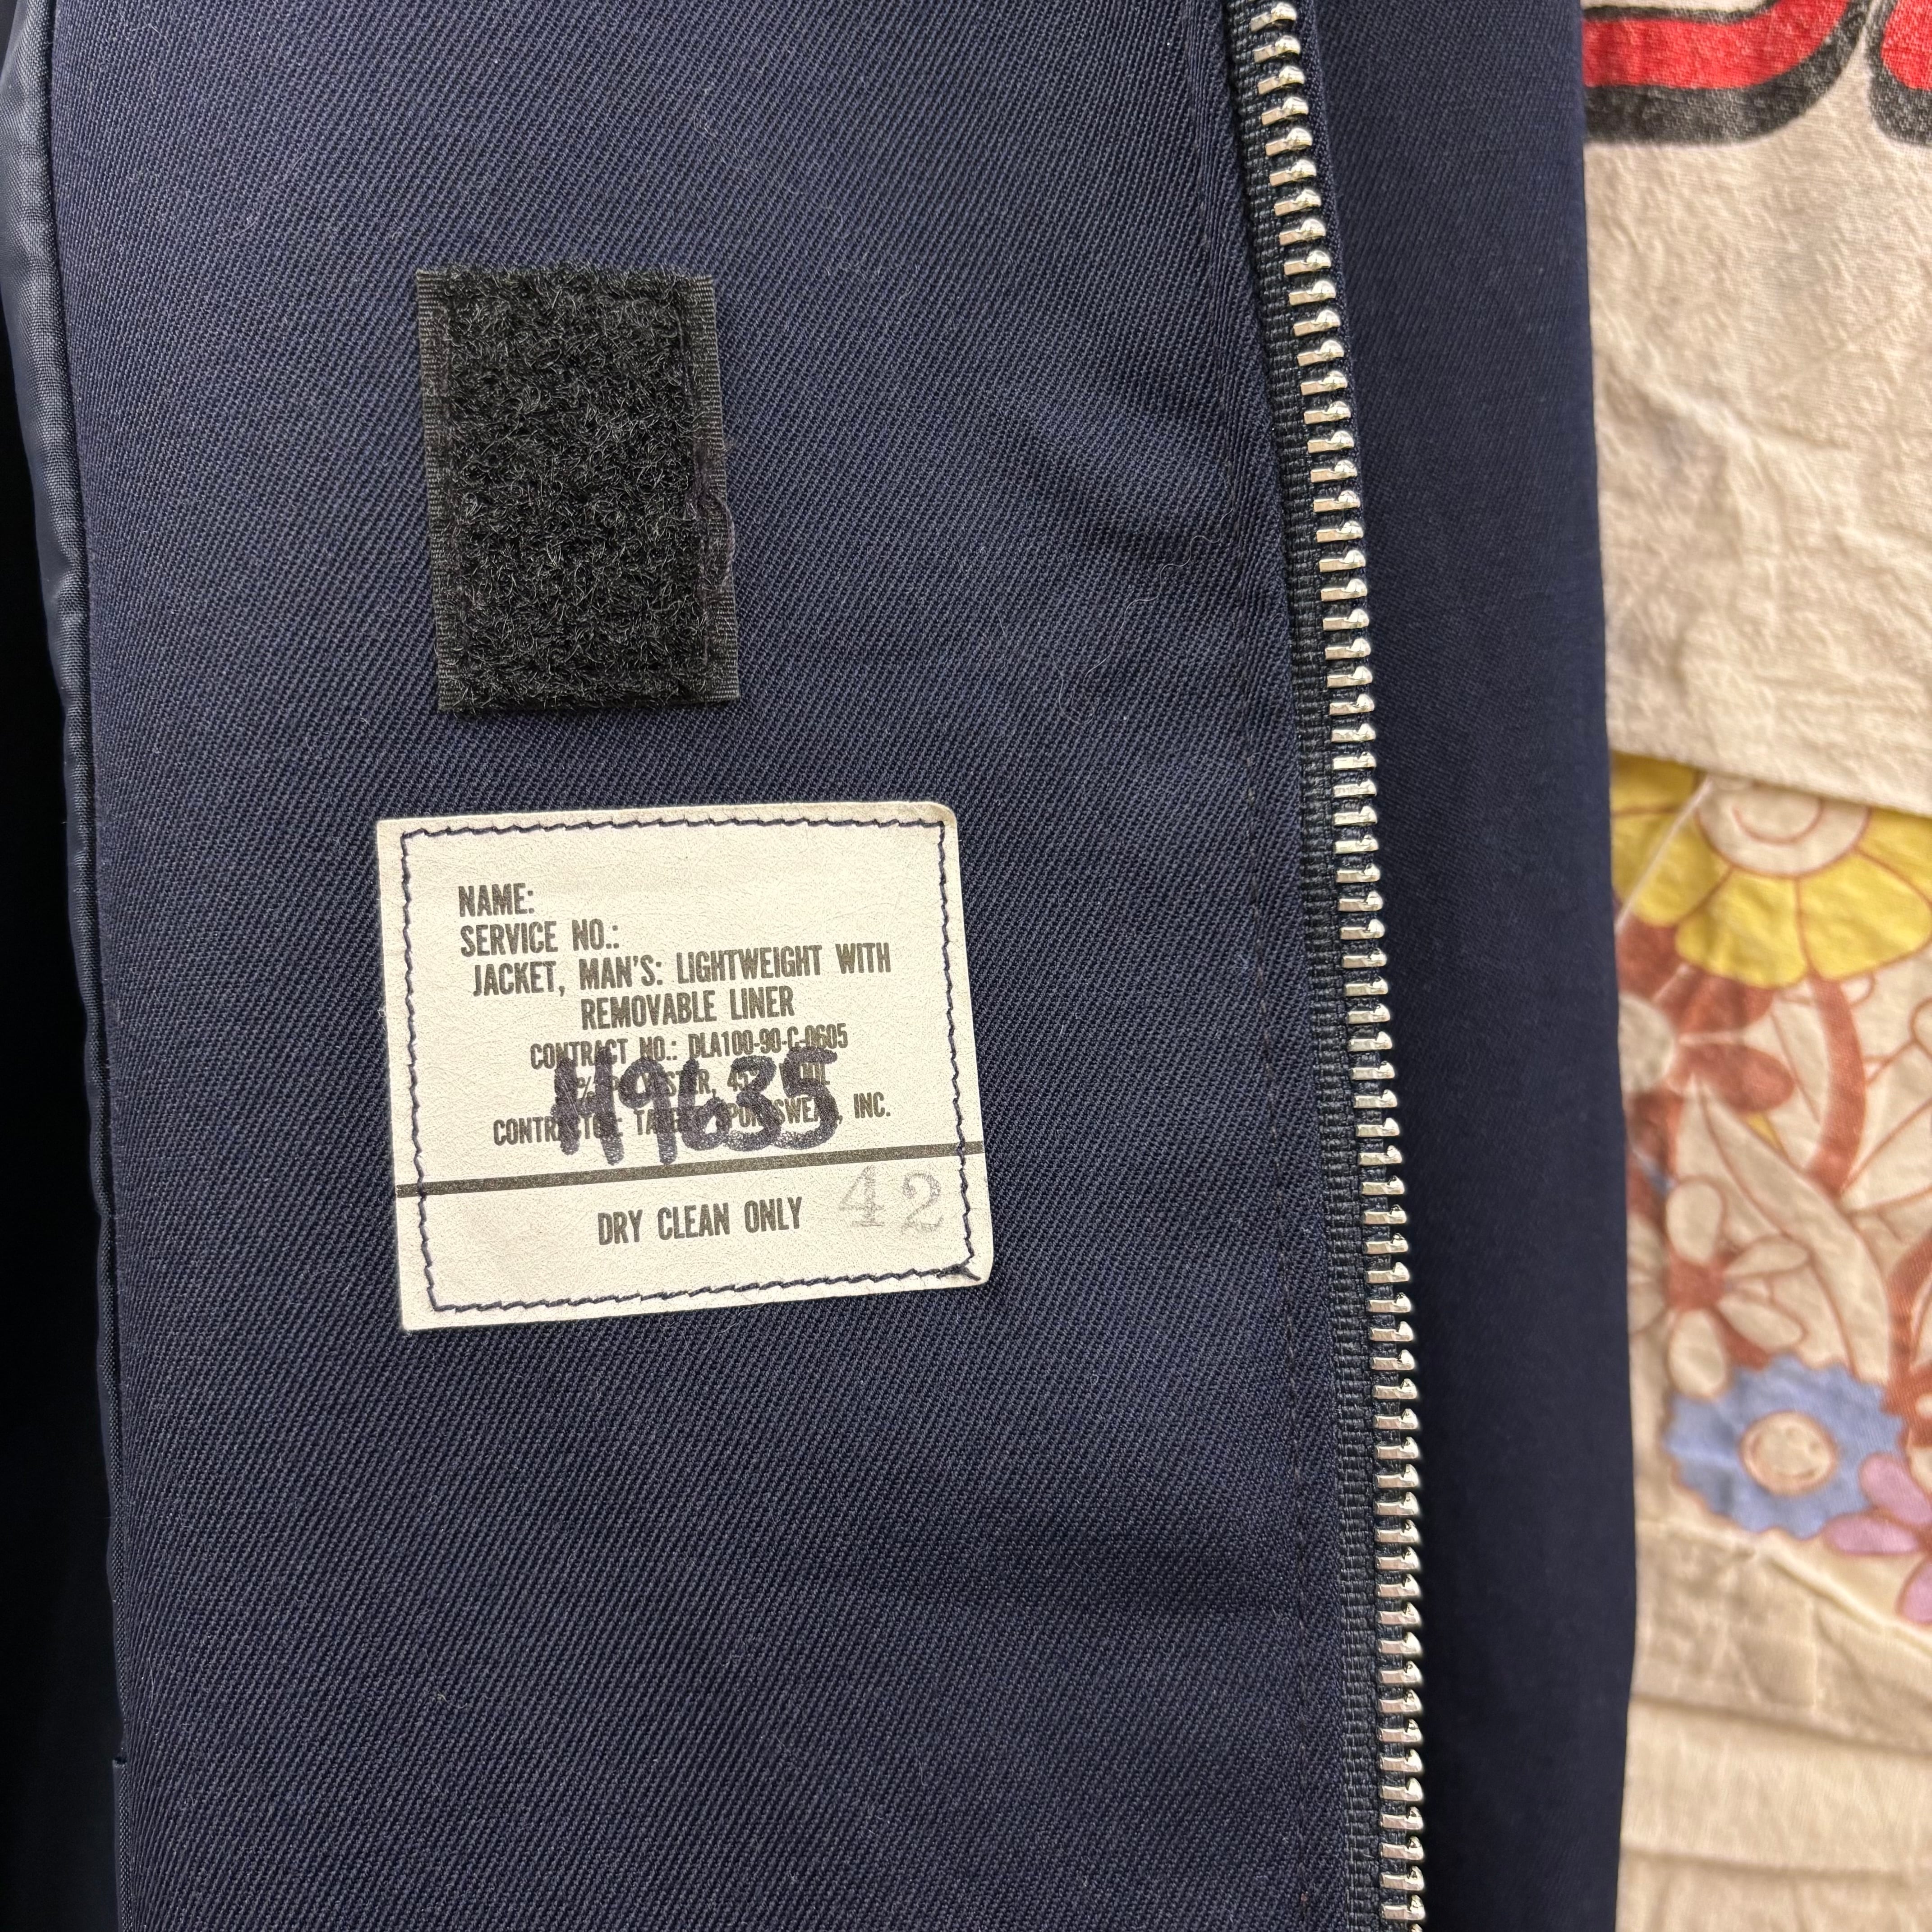 NAME:
SERVICE NO.:
JACKET, MAN'S: LIGHTWEIGHT WITH
REMOVABLE LINER
CONTRACT NO.: DLA100-90-C-0605
H9635
INC.
DRY CLEAN ONLY 42